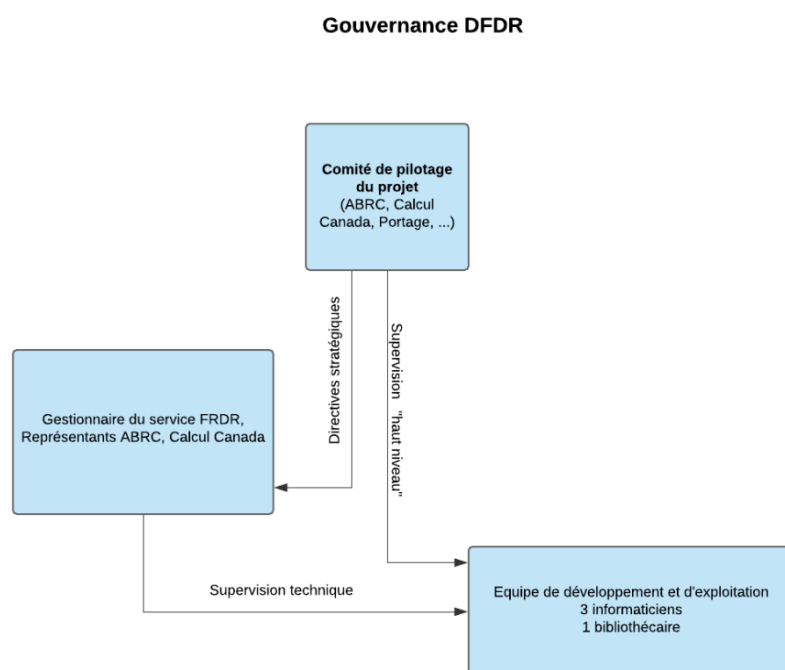 Gouvernance DFDR
Comité de pilotage
du projet
(ABRC, Calcul
Canada, Portage, ...)
Directives stratégiques
Supervision "haut niveau"
Gestionnaire du service FRDR,
Représentants ABRC, Calcul Canada
Supervision technique
Equipe de développement et d'exploitation
3 informaticiens
1 bibliothécaire